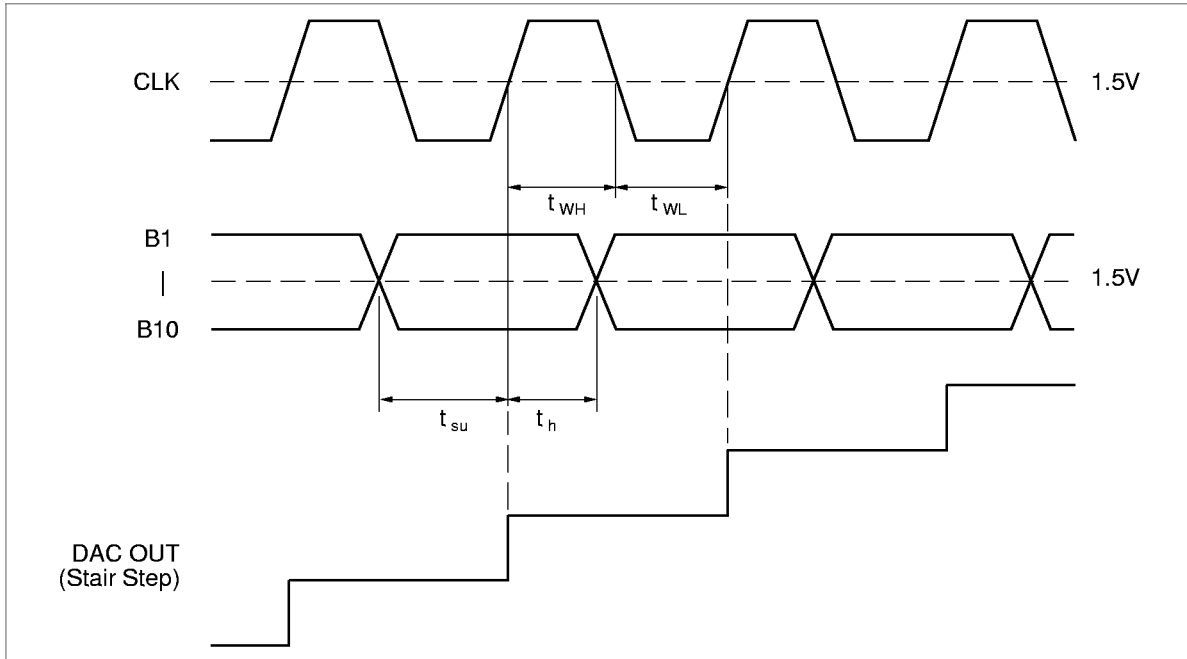 CLK
1.5V
t WH
t WL
B1
|
B10
1.5V
t su
t h
DAC OUT
(Stair Step)